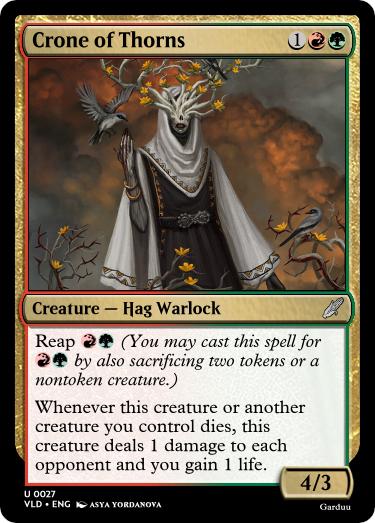 Crone of Thorns 1
Creature — Hag Warlock
Reap (You may cast this spell for
by also sacrificing two tokens or a
nontoken creature.)
Whenever this creature or another
creature you control dies, this
creature deals 1 damage to each
opponent and you gain 1 life.
4/3
U 0027
VLD • ENG ASYA YORDANOVA
Garduu